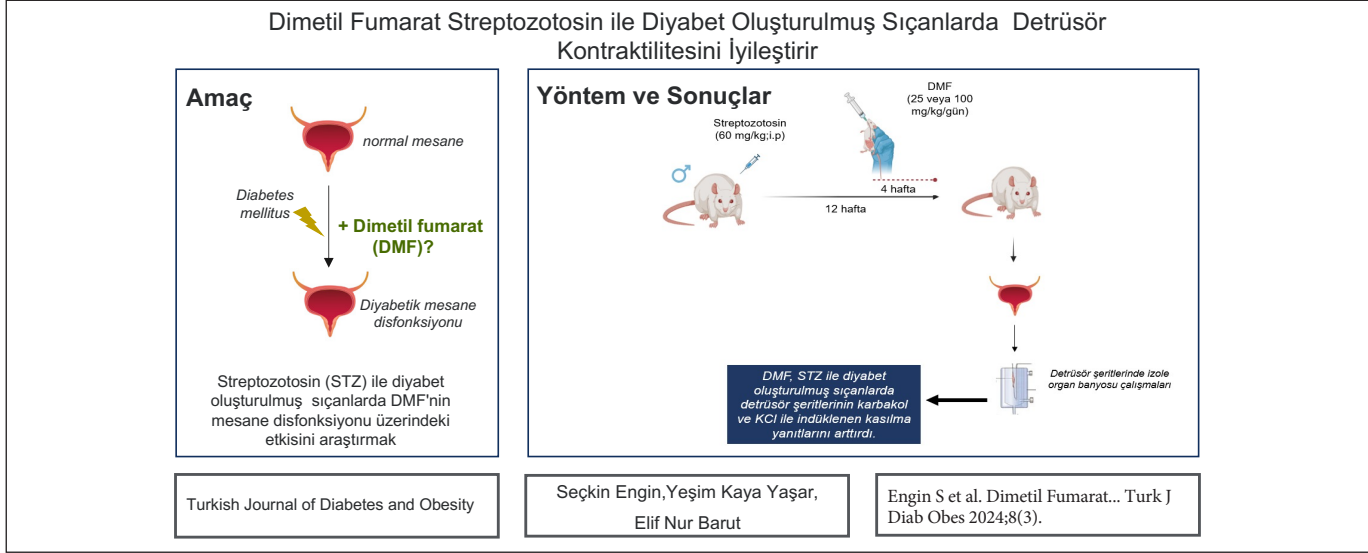 Dimetil Fumarat Streptozotosin ile Diyabet Oluşturulmuş Sıçanlarda Detrüsör
Kontraktilitesini İyileştirir
Amaç
normal mesane
Diabetes
mellitus
+ Dimetil fumarat
(DMF)?
Diyabetik mesane
disfonksiyonu
Streptozotosin (STZ) ile diyabet
oluşturulmuş sıçanlarda DMF'nin
mesane disfonksiyonu üzerindeki
etkisini araştırmak
Yöntem ve Sonuçlar
Streptozotosin
(60 mg/kg;i.p)
DMF
(25 veya 100
mg/kg/gün)
4 hafta
12 hafta
Detrüsör şeritlerinde izole
organ banyosu çalışmaları
DMF, STZ ile diyabet
oluşturulmuş sıçanlarda
detrüsör şeritlerinin karbakol
ve KCl ile indüklenen kasılma
yanıtlarını arttırdı.
Turkish Journal of Diabetes and Obesity
Seçkin Engin,Yeşim Kaya Yaşar,
Elif Nur Barut
Engin S et al. Dimetil Fumarat... Turk J
Diab Obes 2024;8(3).